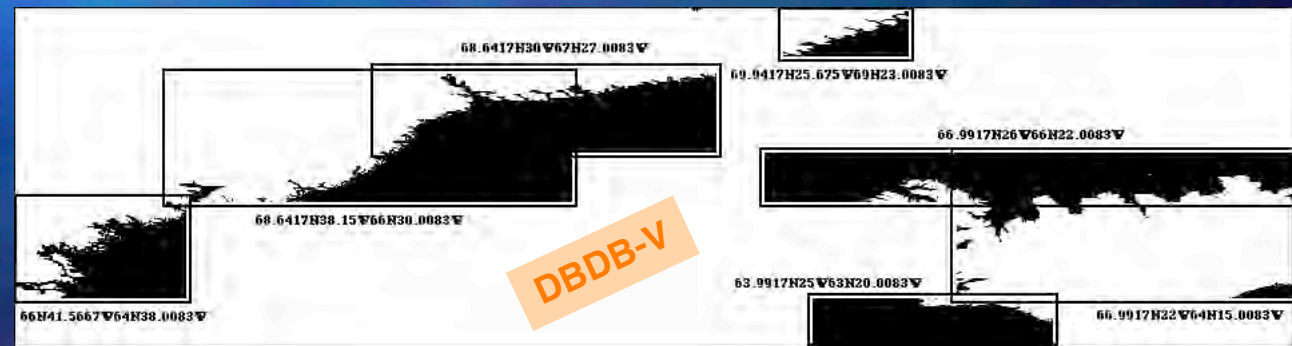 68.6417N30W67N27.0083W
69.9417N25.675W69N23.0083W
66.9917N26W66N22.0083W
68.6417N38.15W66N30.0083W
DBDB-V
63.9917N25W63N20.0083W
66N41.5667W64N38.0083W
66.9917N22W64N15.0083W